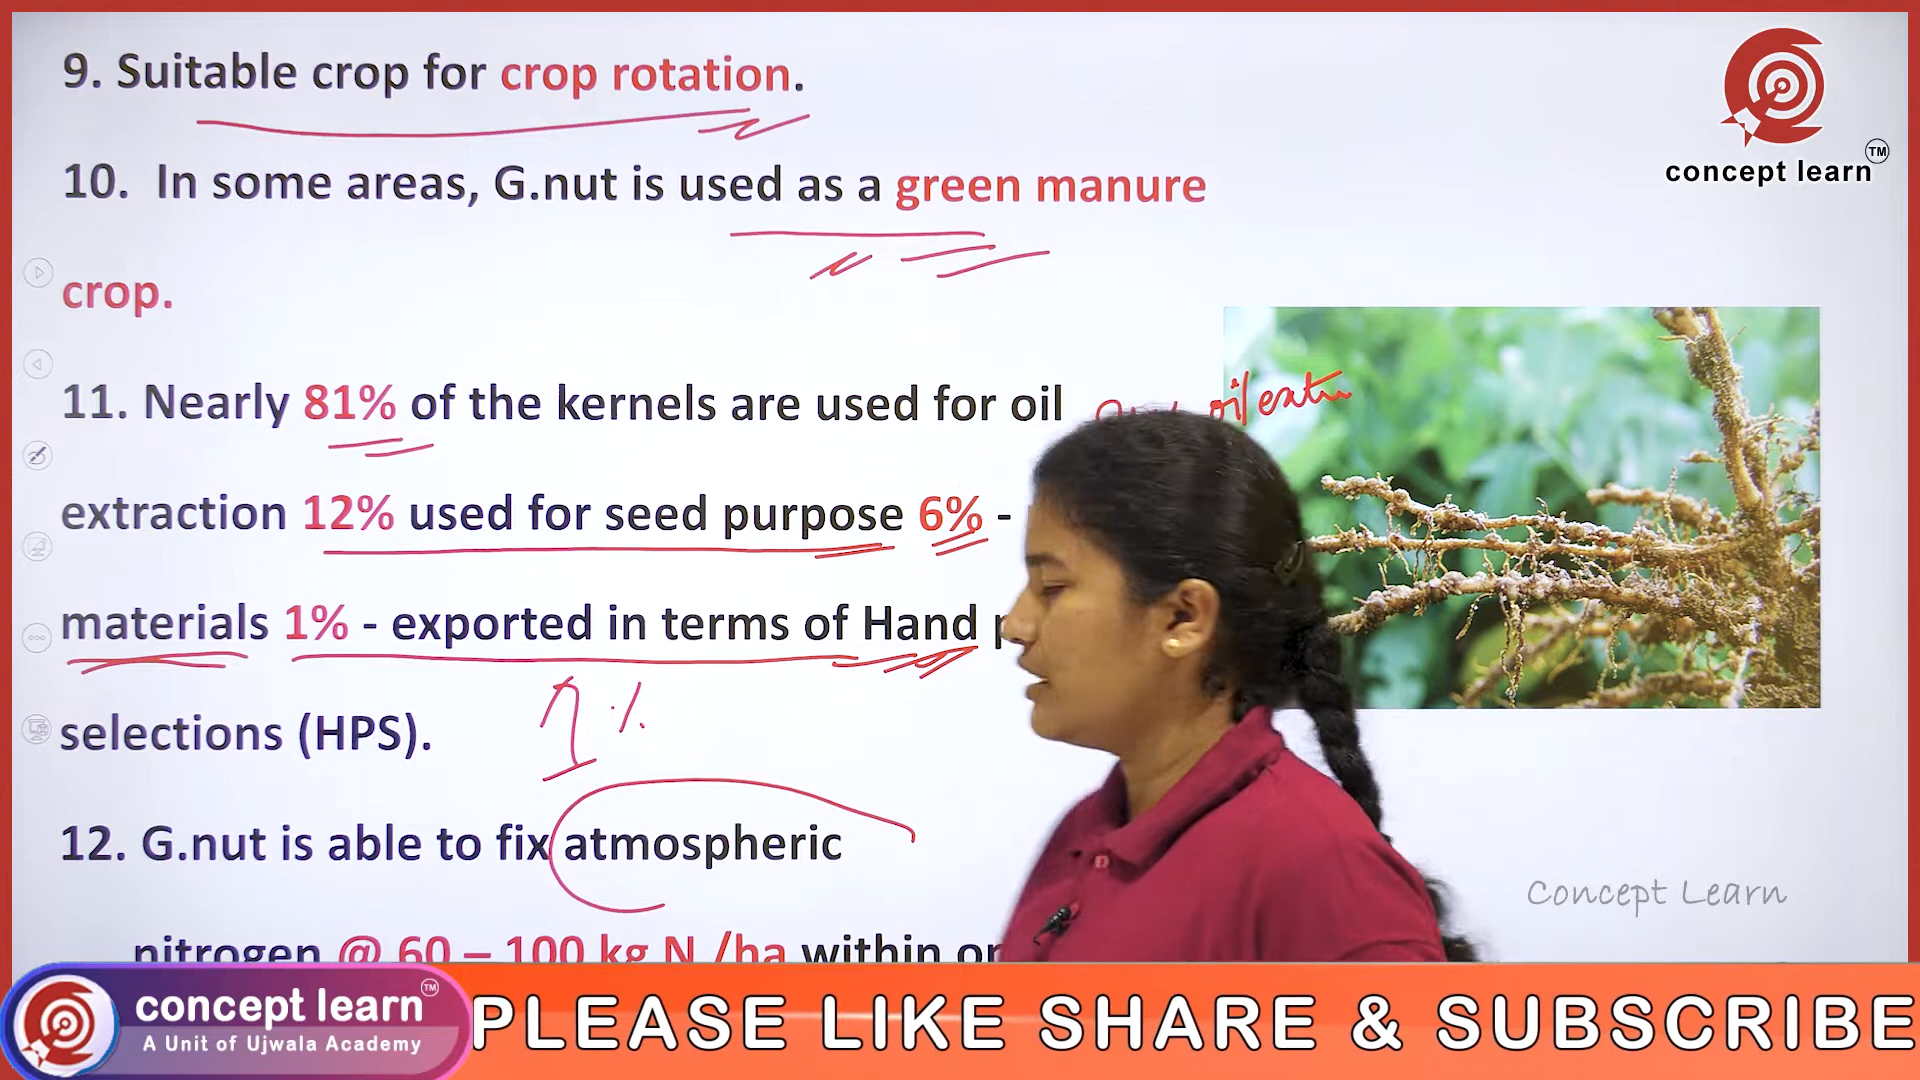 9. Suitable crop for crop rotation.
10. In some areas, G.nut is used as a green manure
crop.
11. Nearly 81% of the kernels are used for oil
extraction 12% used for seed purpose 6% -
materials 1% - exported in terms of Hand
selections (HPS).
12. G.nut is able to fix atmospheric
nitrogen @ 60 – 100 kg N /ha within
oil extn
1 %
concept learn TM
Concept Learn
concept learn TM
A Unit of Ujwala Academy
PLEASE LIKE SHARE & SUBSCRIBE